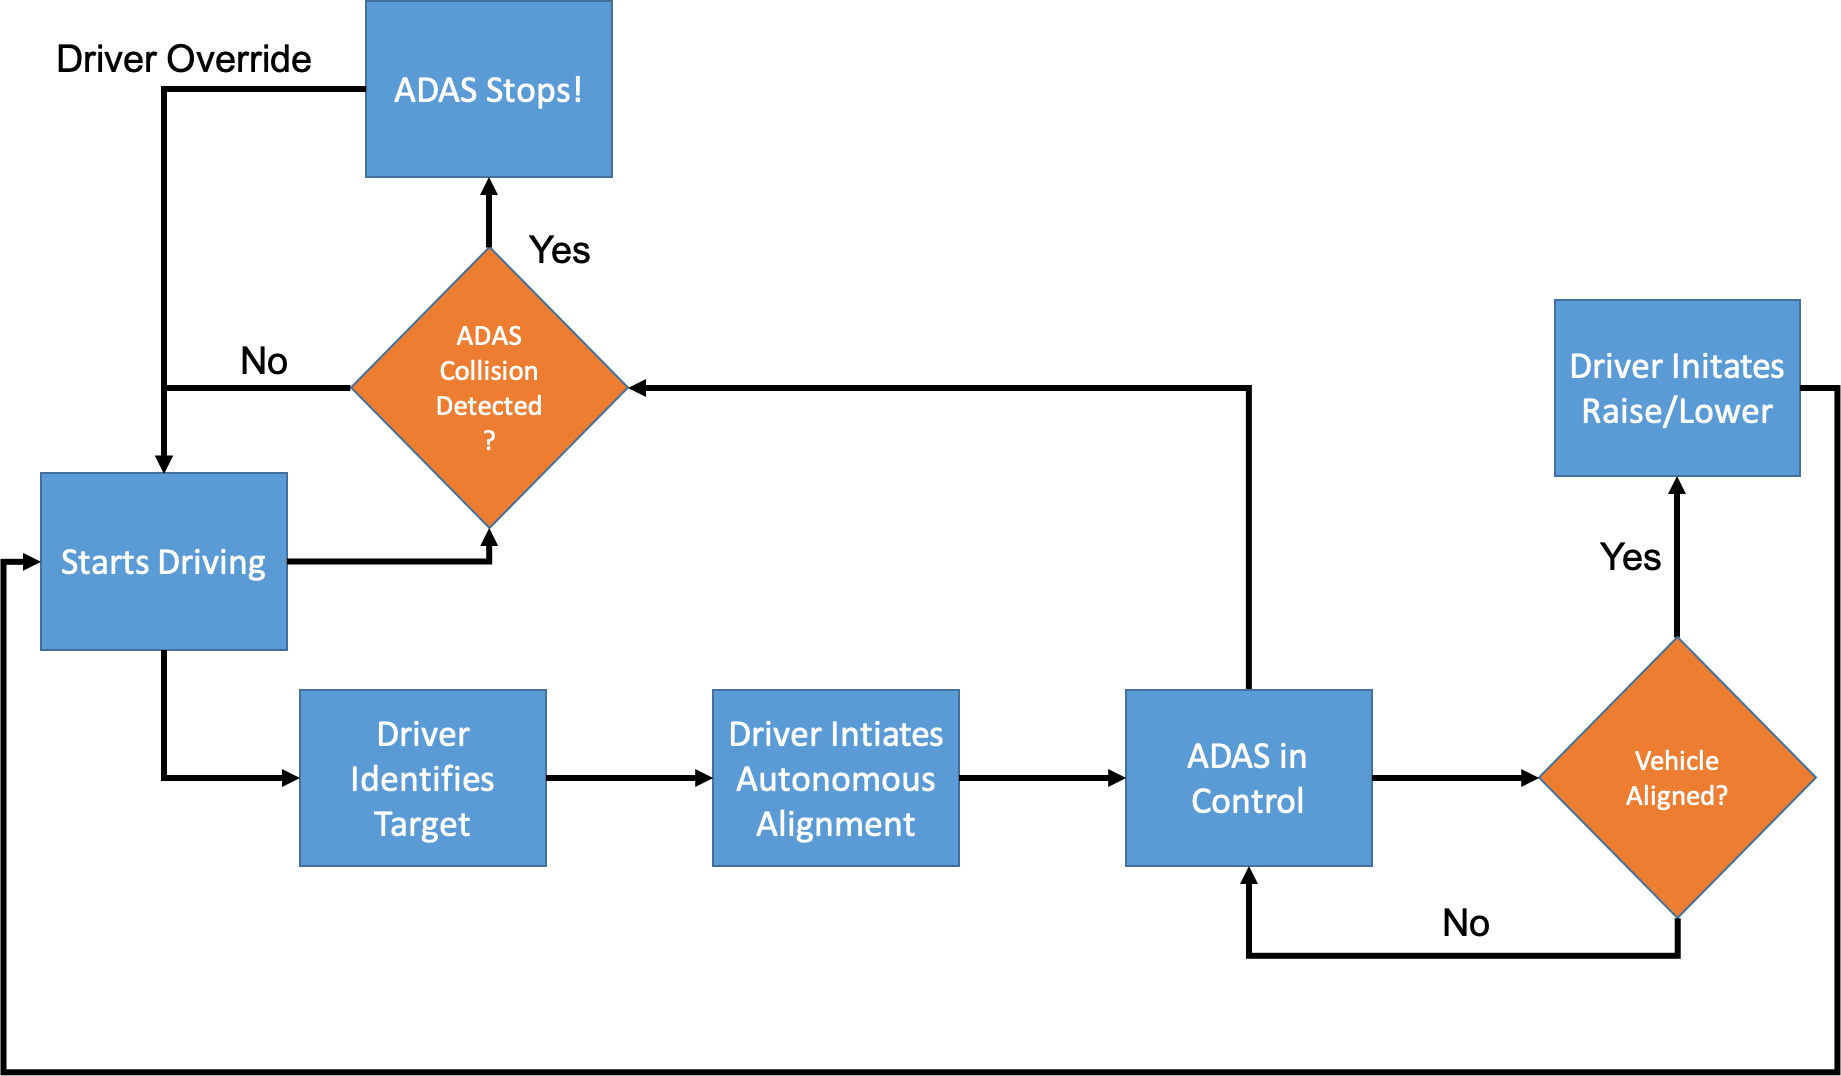 Driver Override
ADAS Stops!
Yes
ADAS
Collision
Detected
?
No
Driver Initates
Raise/Lower
Starts Driving
Yes
Driver
Identifies
Target
Driver Intiates
Autonomous
Alignment
ADAS in
Control
Vehicle
Aligned?
No